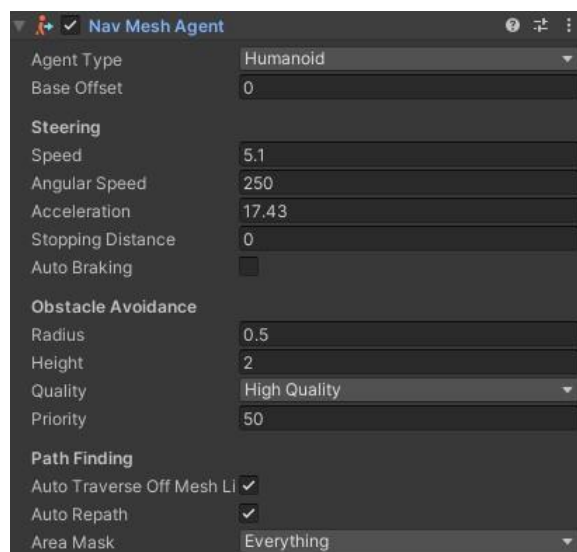 Nav Mesh Agent
Agent Type Humanoid
Base Offset 0
Steering
Speed 5.1
Angular Speed 250
Acceleration 17.43
Stopping Distance 0
Auto Braking
Obstacle Avoidance
Radius 0.5
Height 2
Quality High Quality
Priority 50
Path Finding
Auto Traverse Off Mesh Li
Auto Repath
Area Mask Everything